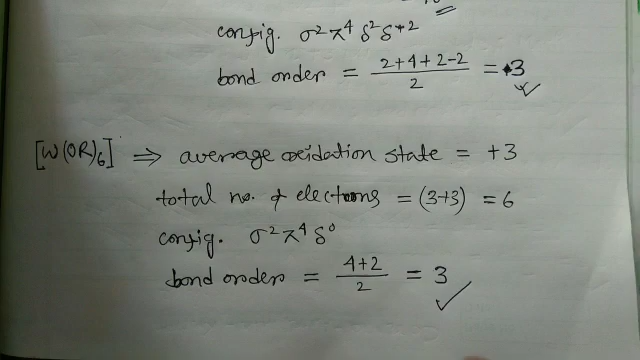 config. σ²π⁴δ²δ*²
bond order = (2+4+2-2)/2 = 3 ✓
[W(OR)₆] ⇒ average oxidation state = +3
total no. of electrons = (3+3) = 6
config. σ²π⁴δ⁰
bond order = (4+2)/2 = 3 ✓